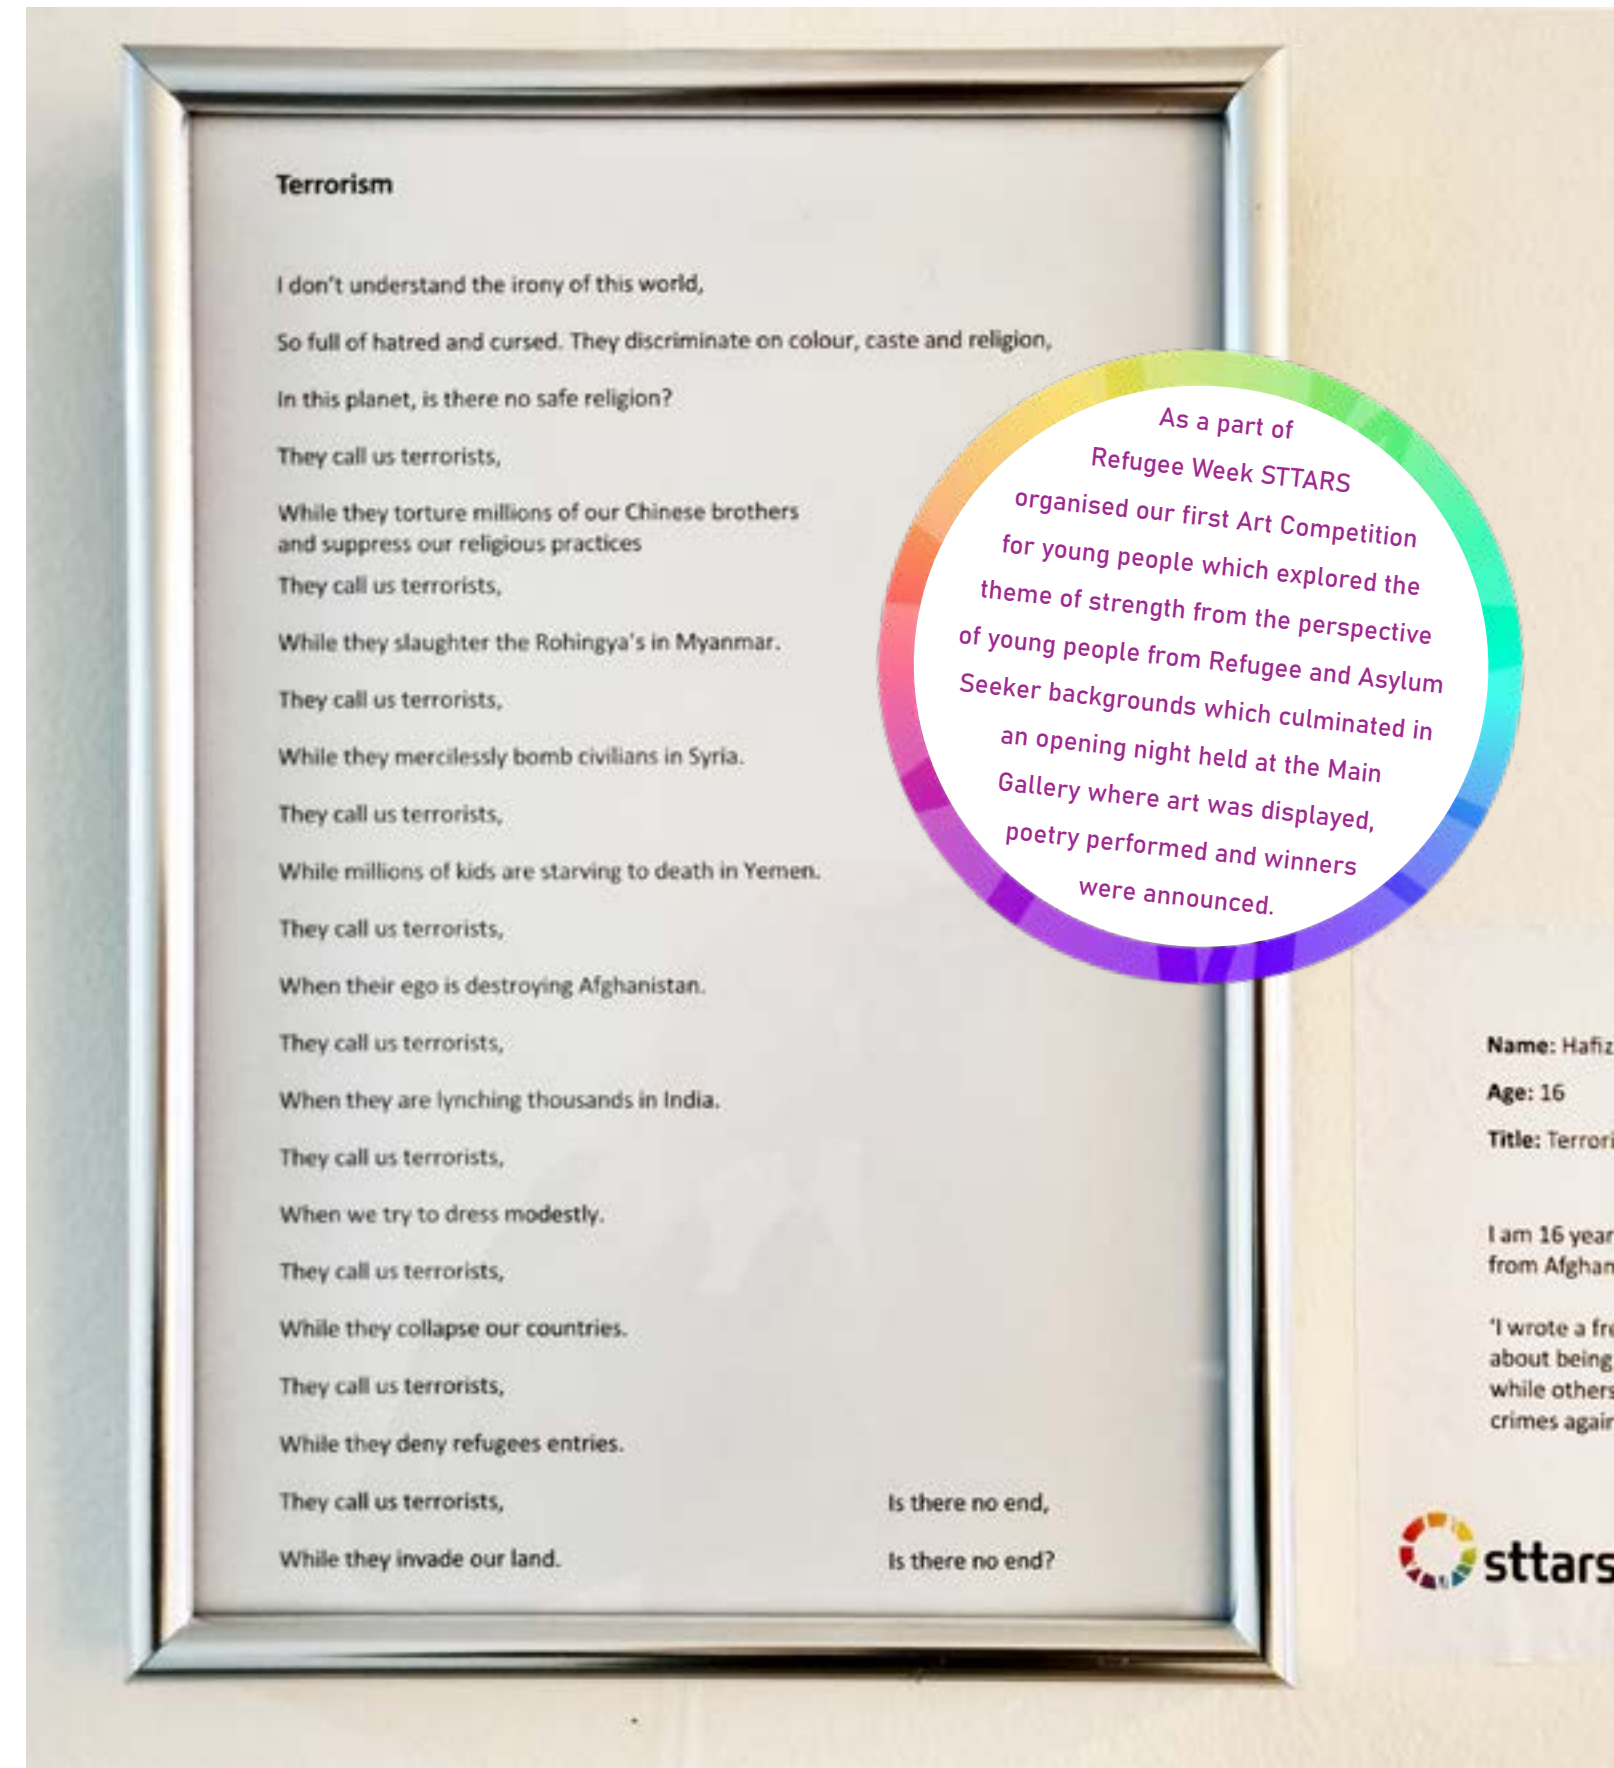 Terrorism
I don't understand the irony of this world,
So full of hatred and cursed. They discriminate on colour, caste and religion,
In this planet, is there no safe religion?
They call us terrorists,
While they torture millions of our Chinese brothers
and suppress our religious practices
They call us terrorists,
While they slaughter the Rohingya's in Myanmar.
They call us terrorists,
While they mercilessly bomb civilians in Syria.
They call us terrorists,
While millions of kids are starving to death in Yemen.
They call us terrorists,
When their ego is destroying Afghanistan.
They call us terrorists,
When they are lynching thousands in India.
They call us terrorists,
When we try to dress modestly.
They call us terrorists,
While they collapse our countries.
They call us terrorists,
While they deny refugees entries.
They call us terrorists,
While they invade our land.
Is there no end,
Is there no end?
As a part of
Refugee Week STTARS
organised our first Art Competition
for young people which explored the
theme of strength from the perspective
of young people from Refugee and Asylum
Seeker backgrounds which culminated in
an opening night held at the Main
Gallery where art was displayed,
poetry performed and winners
were announced.
Name: Hafiz
Age: 16
Title: Terrori
I am 16 year
from Afghan
'I wrote a fre
about being
while others
crimes again
sttars